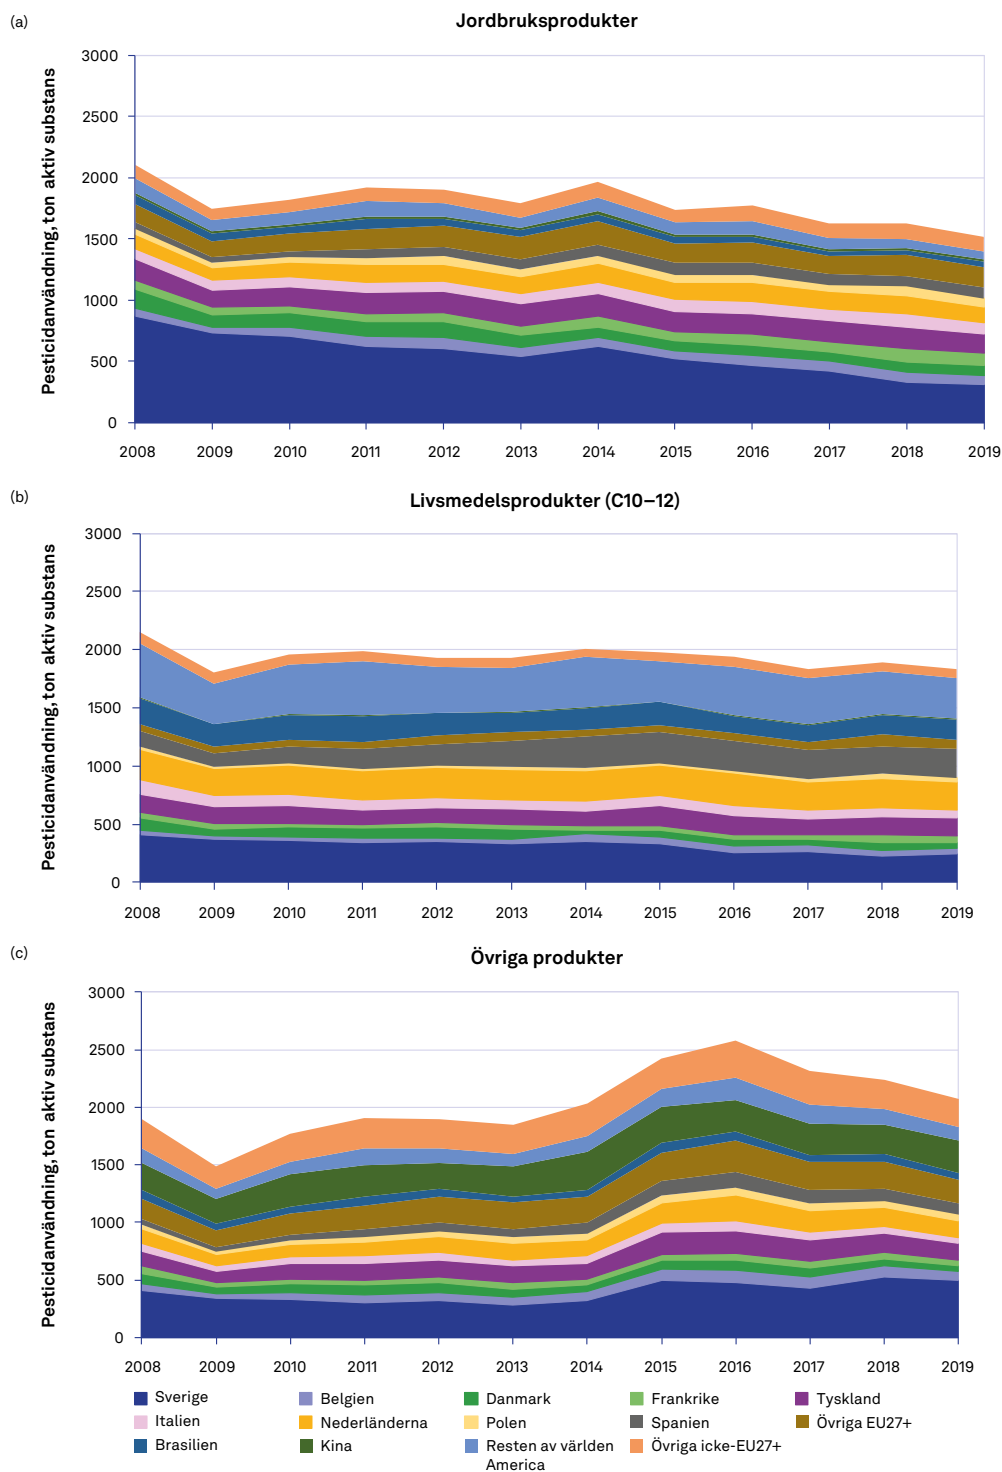 (a)
Jordbruksprodukter
Pesticidanvändning, ton aktiv substans
3000
2500
2000
1500
1000
500
0
2008 2009 2010 2011 2012 2013 2014 2015 2016 2017 2018 2019
(b)
Livsmedelsprodukter (C10–12)
Pesticidanvändning, ton aktiv substans
3000
2500
2000
1500
1000
500
0
2008 2009 2010 2011 2012 2013 2014 2015 2016 2017 2018 2019
(c)
Övriga produkter
Pesticidanvändning, ton aktiv substans
3000
2500
2000
1500
1000
500
0
2008 2009 2010 2011 2012 2013 2014 2015 2016 2017 2018 2019
Sverige Belgien Danmark Frankrike Tyskland
Italien Nederländerna Polen Spanien Övriga EU27+
Brasilien Kina Resten av världen Övriga icke-EU27+
America